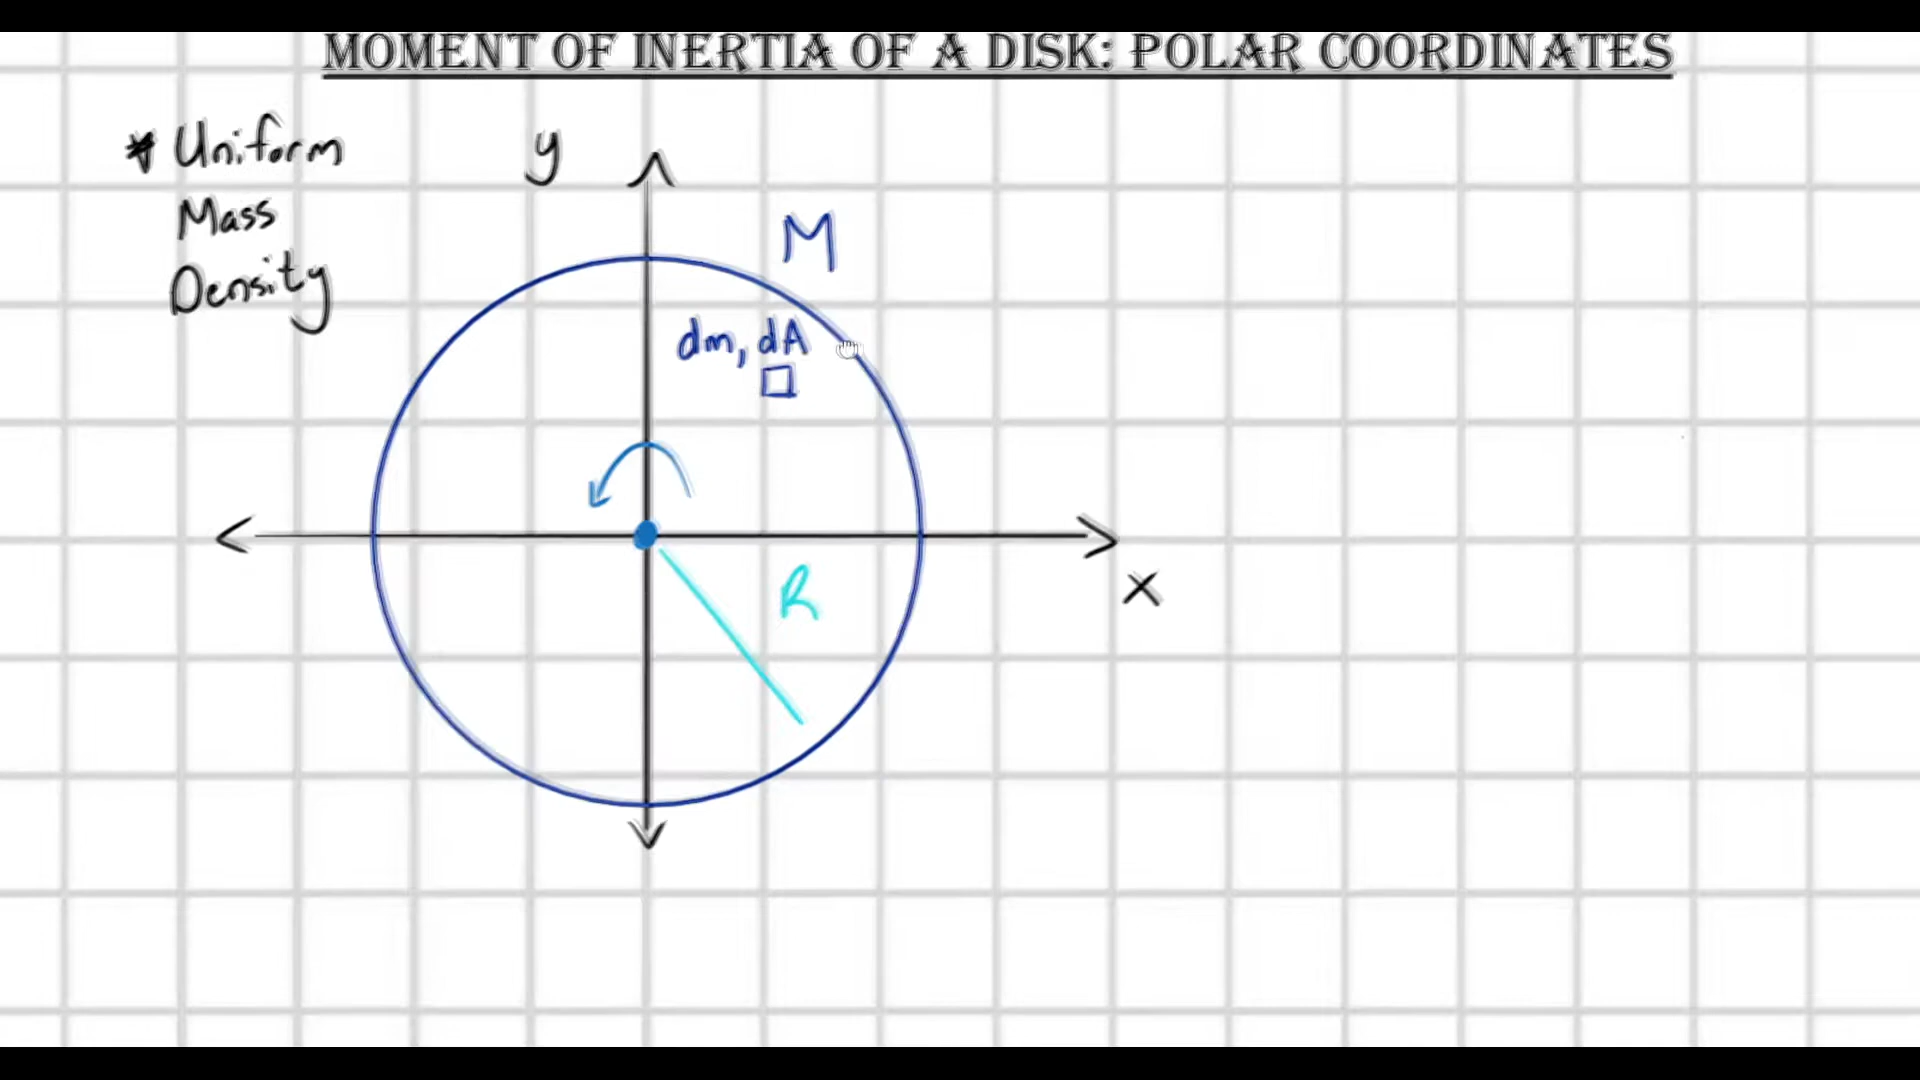 MOMENT OF INERTIA OF A DISK: POLAR COORDINATES
* Uniform
Mass
Density
y
M
dm, dA
R
x